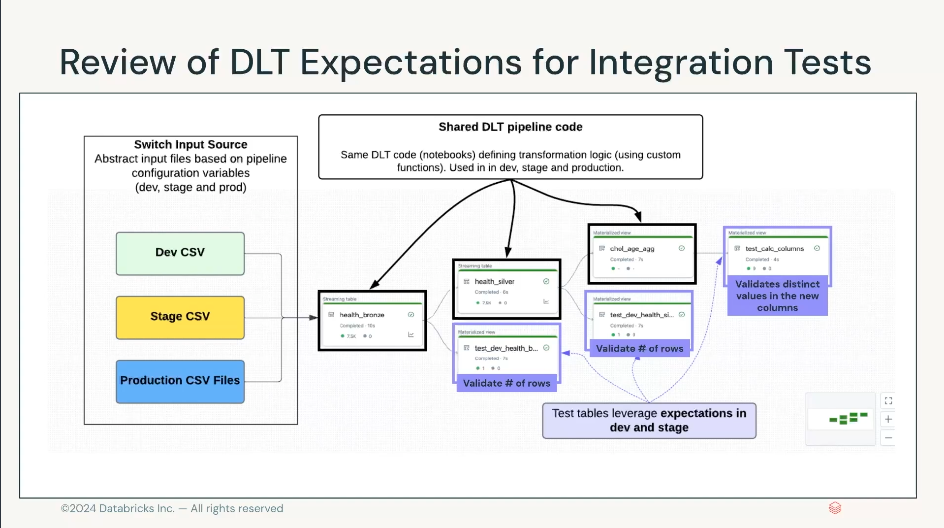 Review of DLT Expectations for Integration Tests
Switch Input Source
Abstract input files based on pipeline
configuration variables
(dev, stage and prod)
Dev CSV
Stage CSV
Production CSV Files
Shared DLT pipeline code
Same DLT code (notebooks) defining transformation logic (using custom
functions). Used in in dev, stage and production.
Streaming table
health_bronze
Completed · 10s
7.5K 0
Streaming table
health_silver
Completed · 6s
7.5K 0
Materialized view
test_dev_health_b...
Completed · 7s
1 0
Validate # of rows
Materialized view
chol_age_agg
Completed · 7s
- -
Materialized view
test_dev_health_si...
Completed · 7s
1 0
Validate # of rows
Materialized view
test_calc_columns
Completed · 4s
0
Validates distinct
values in the new
columns
Test tables leverage expectations in
dev and stage
©2024 Databricks Inc. — All rights reserved